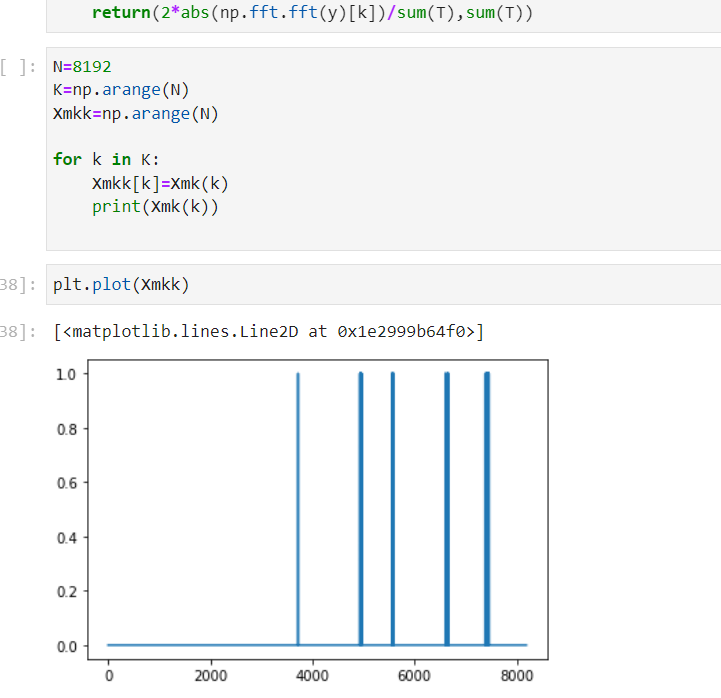 return(2*abs(np.fft.fft(y)[k])/sum(T),sum(T))
[ ]: N=8192
K=np.arange(N)
Xmkk=np.arange(N)
for k in K:
Xmkk[k]=Xmk(k)
print(Xmk(k))
38]: plt.plot(Xmkk)
38]: [<matplotlib.lines.Line2D at 0x1e2999b64f0>]
1.0
0.8
0.6
0.4
0.2
0.0
0 2000 4000 6000 8000